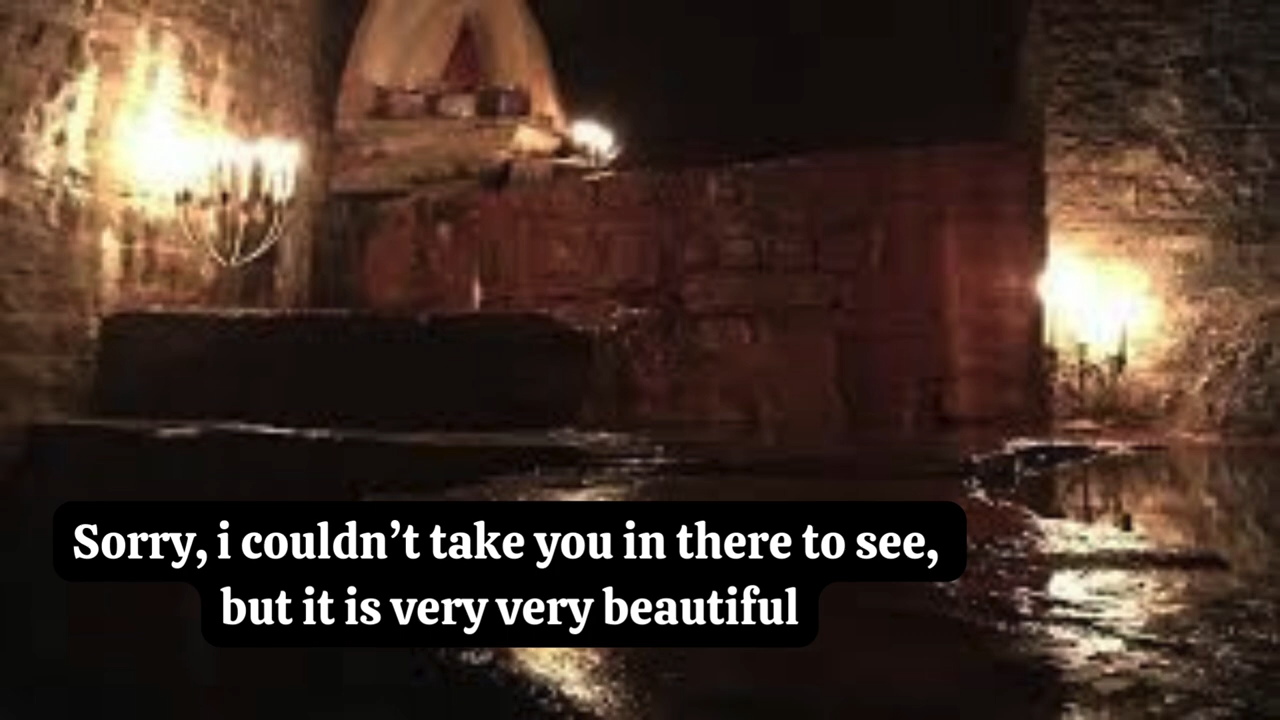 Sorry, i couldn’t take you in there to see,
but it is very very beautiful